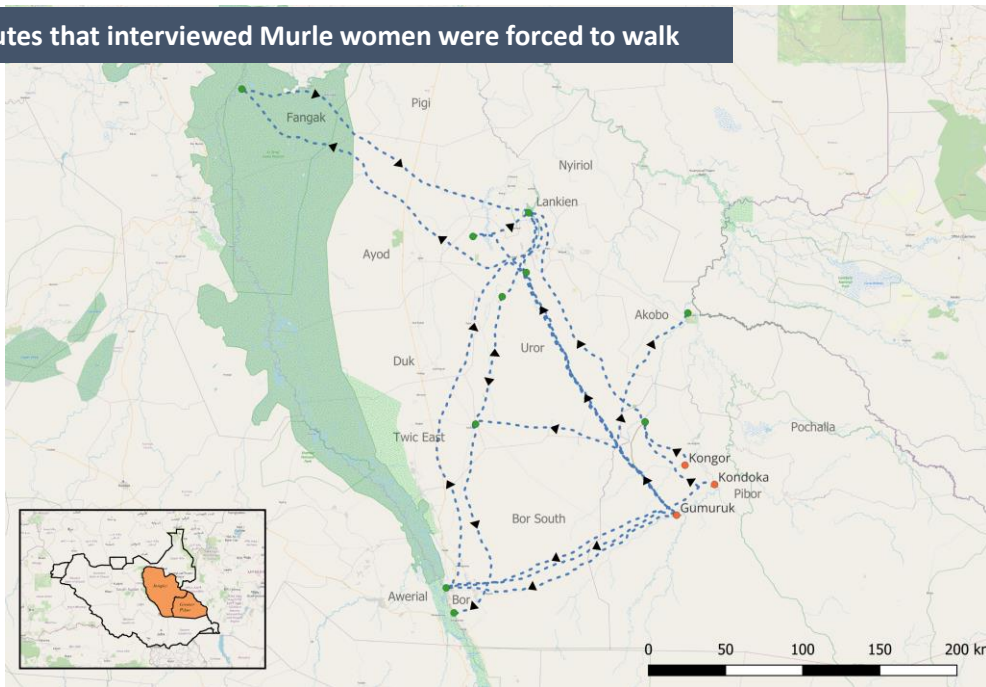 utes that interviewed Murle women were forced to walk
Fangak
Pigi
Nyiriol
Lankien
Ayod
Akobo
Uror
Duk
Twic East
Pochalla
Kongor
Kondoka
Pibor
Gumuruk
Bor South
Awerial
Bor
0 50 100 150 200 km